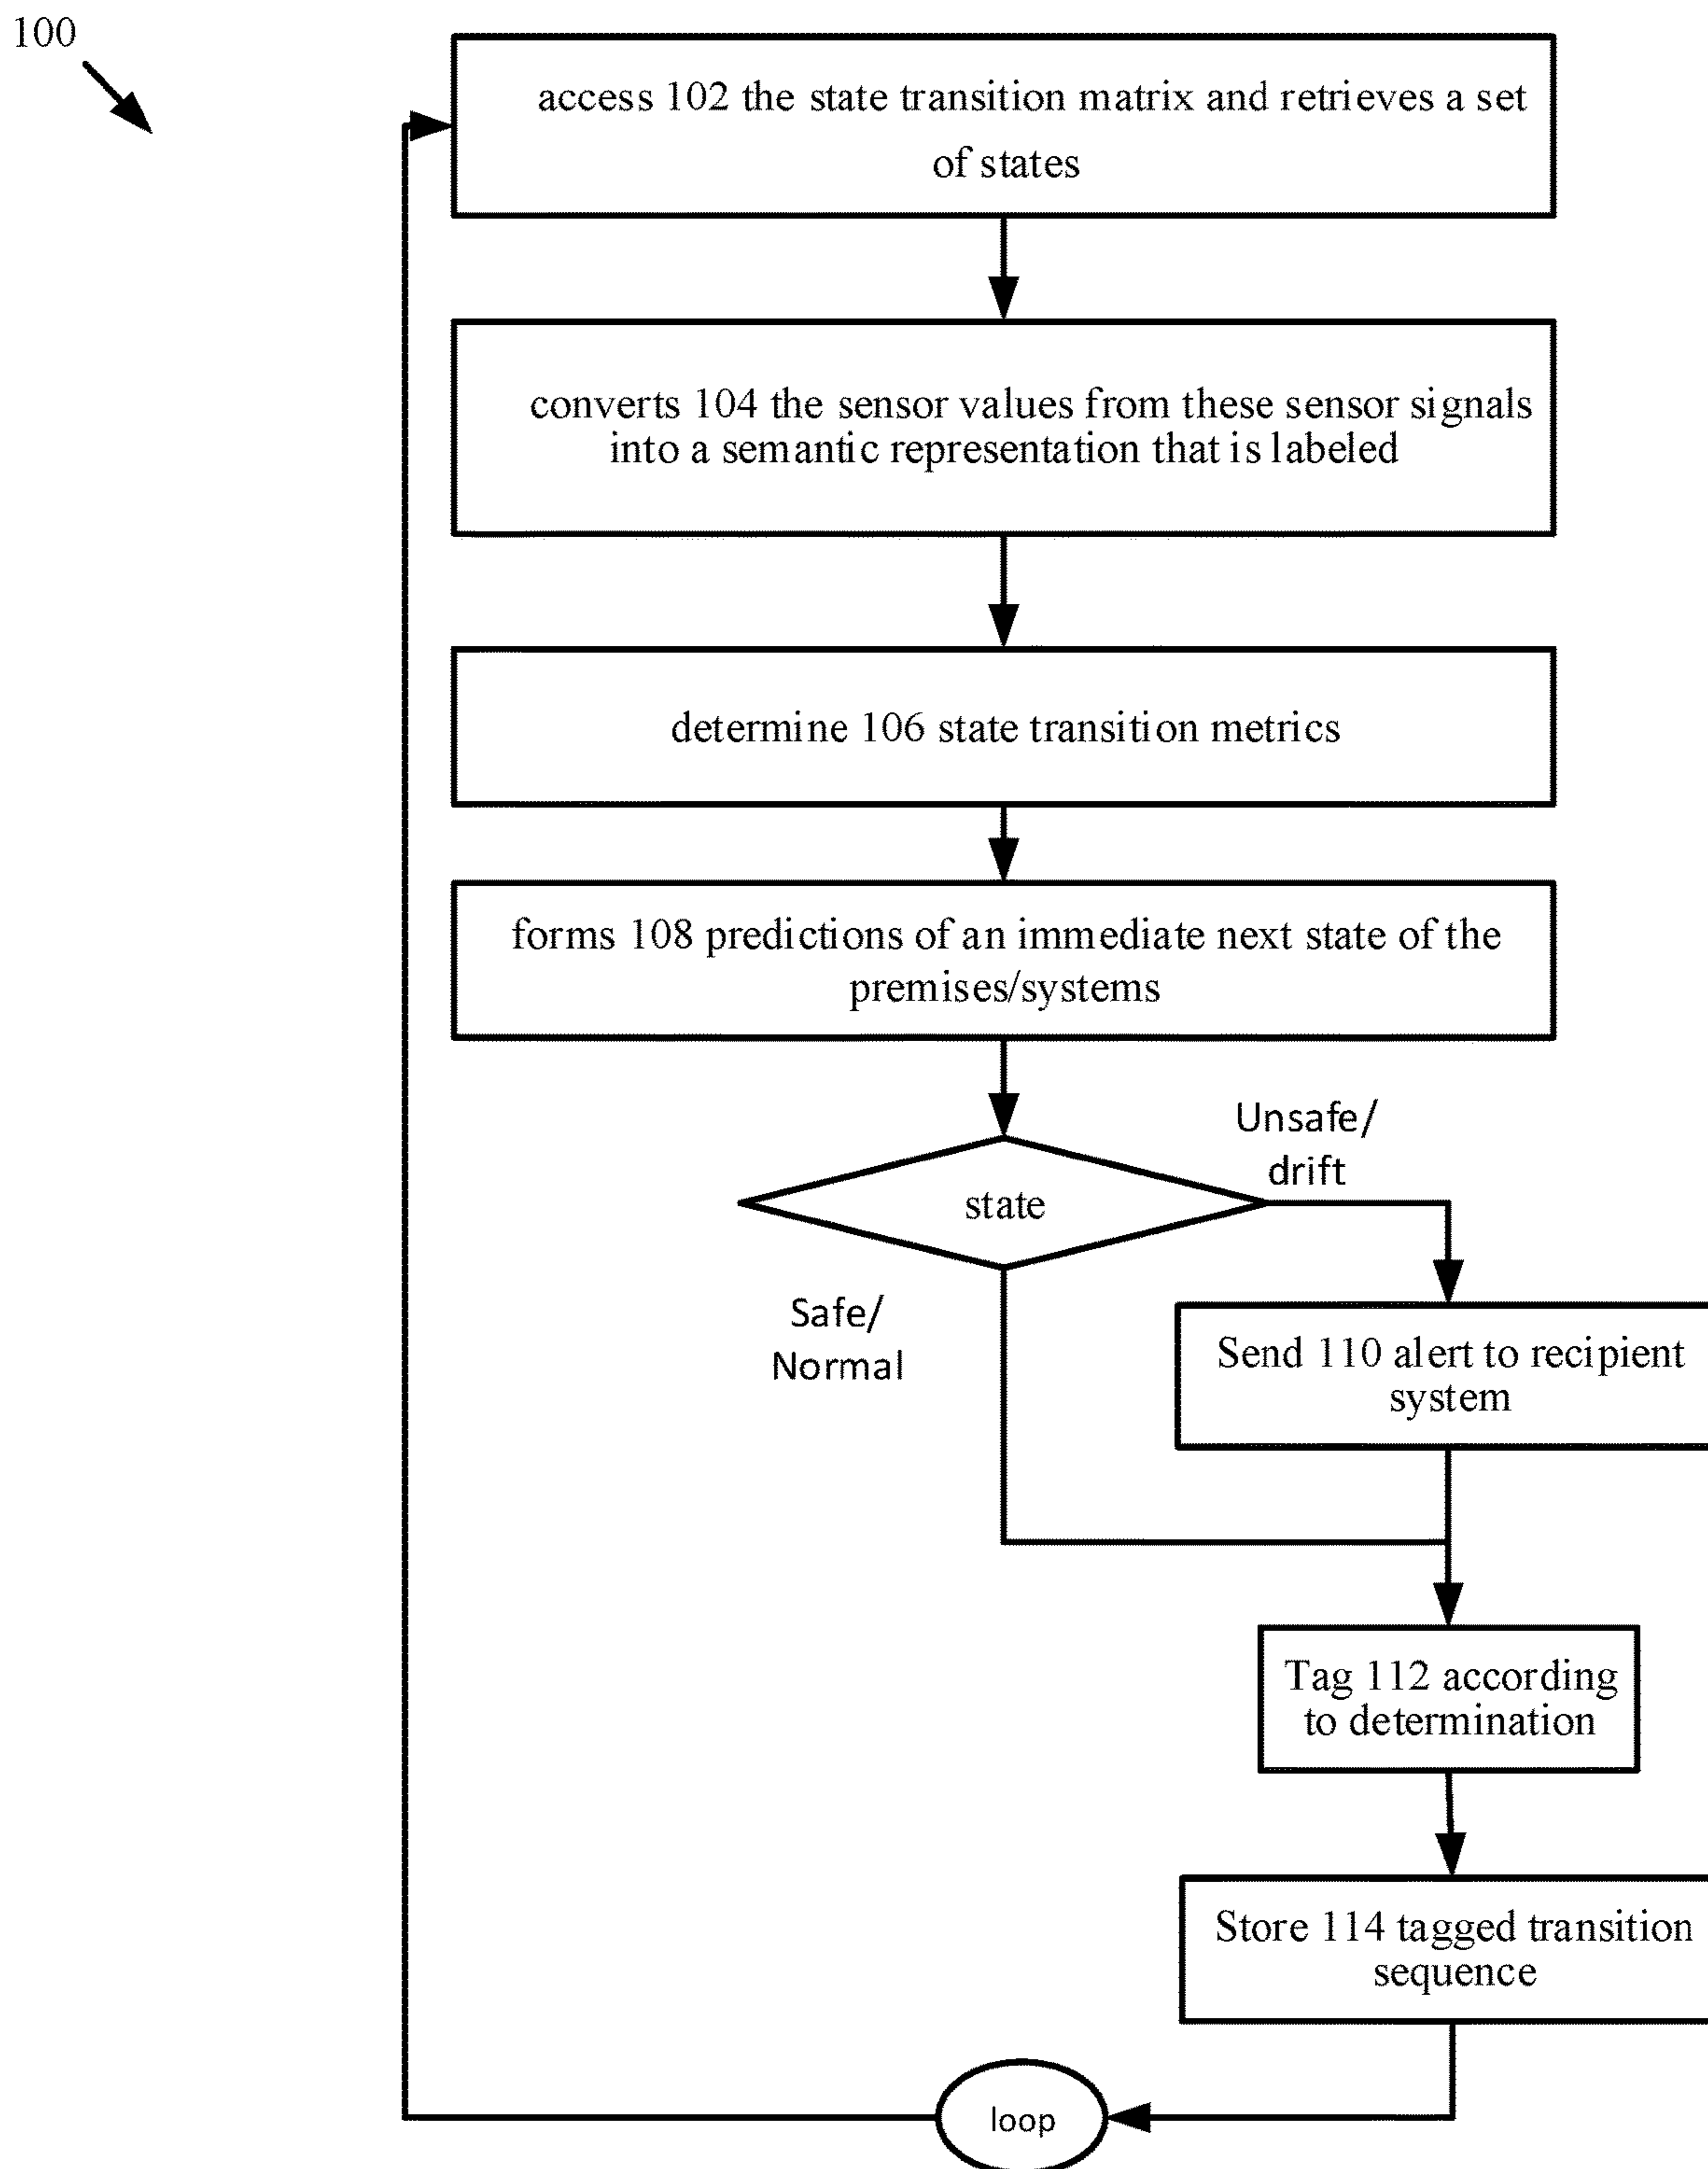 100
access 102 the state transition matrix and retrieves a set
of states
converts 104 the sensor values from these sensor signals
into a semantic representation that is labeled
determine 106 state transition metrics
forms 108 predictions of an immediate next state of the
premises/systems
Unsafe/
drift
state
Safe/
Normal
Send 110 alert to recipient
system
Tag 112 according
to determination
Store 114 tagged transition
sequence
loop